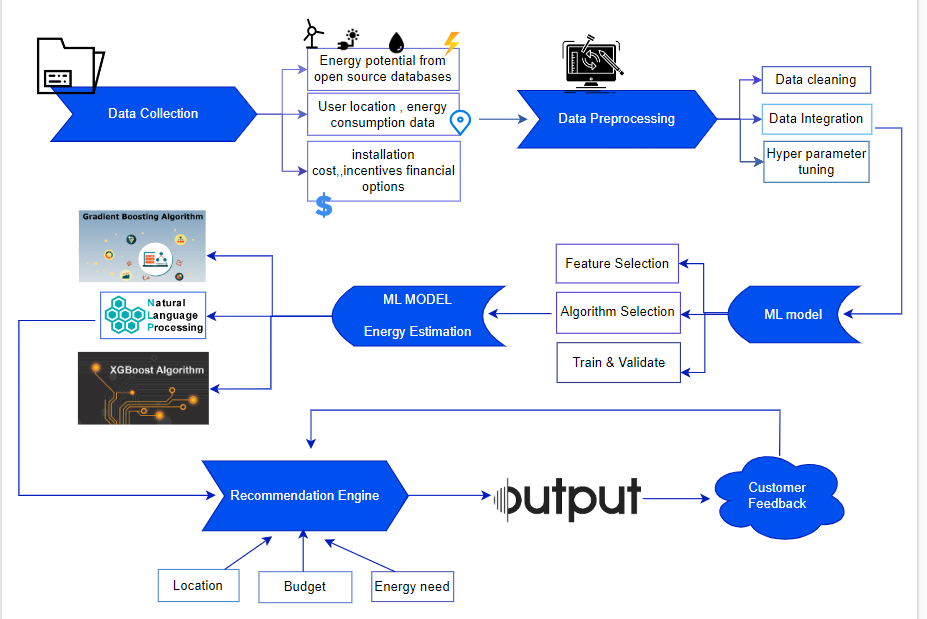 Energy potential from
open source databases
Data Collection
User location , energy
consumption data
installation
cost,,incentives financial
options
$
Data Preprocessing
Data cleaning
Data Integration
Hyper parameter
tuning
Gradient Boosting Algorithm
Natural
Language
Processing
XGBoost Algorithm
ML MODEL
Energy Estimation
Feature Selection
Algorithm Selection
Train & Validate
ML model
Recommendation Engine
output
Customer
Feedback
Location
Budget
Energy need